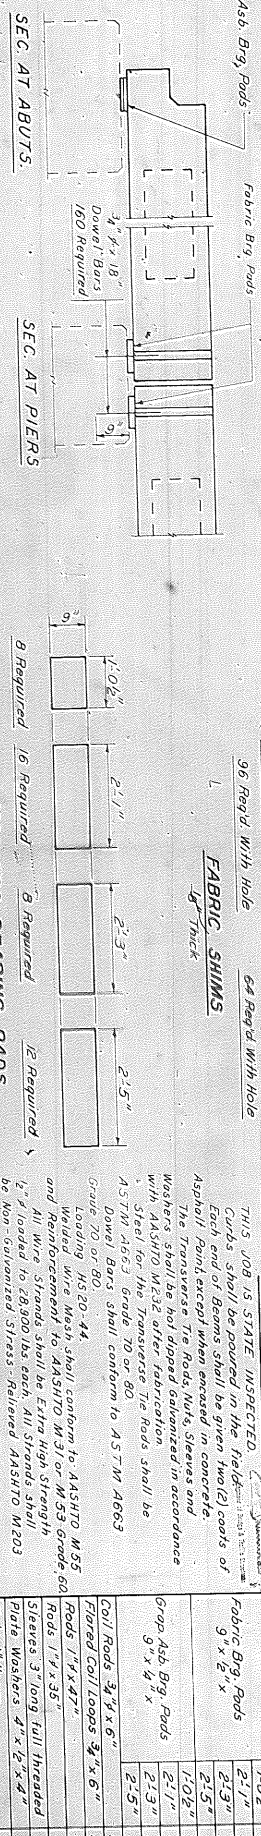 Asb. Brg. Pads
Fabric Brg. Pads
3/4" ø x 18"
Dowel Bars
160 Required
9"
SEC. AT ABUTS.
SEC. AT PIERS
96 Req'd. With Hole
64 Req'd. With Hole
FABRIC SHIMS
1/8" Thick
9"
1'-0½"
2'-1"
2'-3"
2'-5"
8 Required
16 Required
8 Required
12 Required
BEARING PADS
THIS JOB IS STATE INSPECTED.
Curbs shall be poured in the field
Each end of Beams shall be given two (2) coats of
Asphalt Paint, except when encased in concrete.
The Transverse Tie Rods, Nuts, Sleeves and
Washers shall be hot dipped Galvanized in accordance
with AASHTO M232 after fabrication.
Steel for the Transverse Tie Rods shall be
ASTM A663 Grade 70 or 80.
Dowel Bars shall conform to ASTM A663
Grade 70 or 80
Loading HS 20-44.
Welded Wire Mesh shall conform to AASHTO M55
and Reinforcement to AASHTO M31 or M53 Grade 60
All Wire Strands shall be Extra High Strength
½" ø loaded to 28,900 lbs each. All Strands shall
be Non-Galvanized Stress-Relieved AASHTO M203
Fabric Brg. Pads
9" x 2" x
1'-0½"
2'-1"
2'-3"
2'-5"
Grap. Asb. Brg. Pads
9" x 4" x
1'-0½"
2'-1"
2'-3"
2'-5"
Coil Rods 3/4" ø x 6"
Flared Coil Loops 3/4" x 6"
Rods 1" ø x 47"
Rods 1" ø x 35"
Sleeves 3" long full threaded
Plate Washers 4" x ½" x 4"